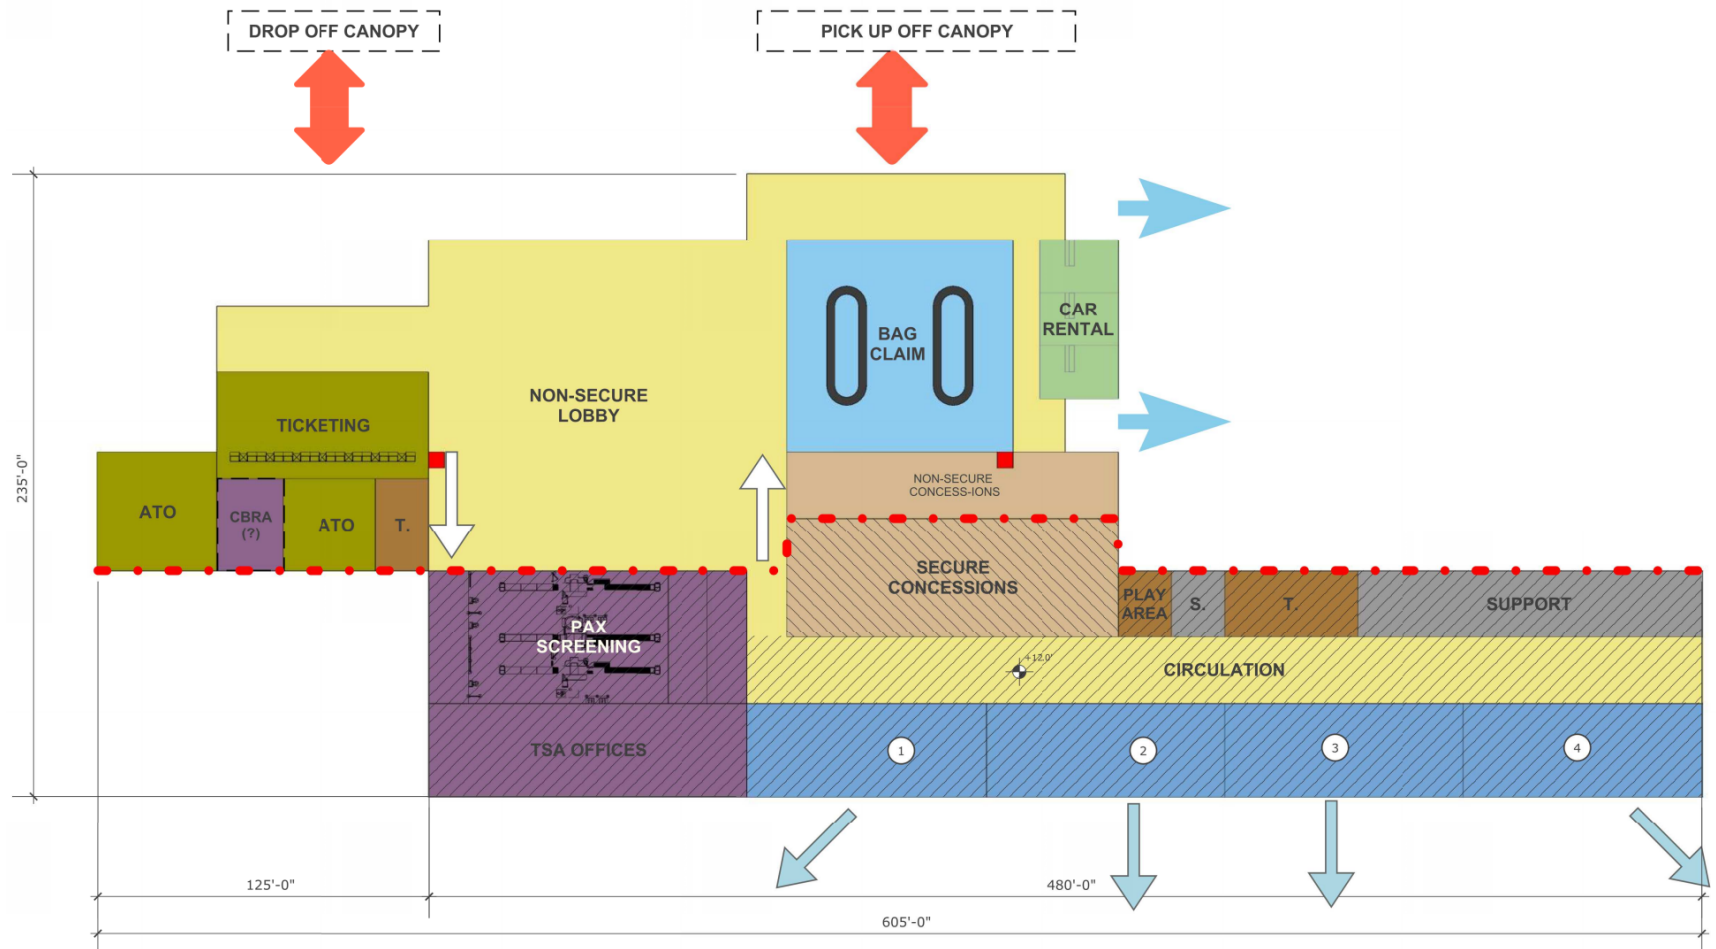 DROP OFF CANOPY
PICK UP OFF CANOPY
CAR
RENTAL
BAG
CLAIM
NON-SECURE
LOBBY
TICKETING
235'-0"
NON-SECURE
CONCESS-IONS
ATO
CBRA
(?)
ATO
T.
SECURE
CONCESSIONS
PLAY
AREA
S.
T.
SUPPORT
PAX
SCREENING
+12.0'
CIRCULATION
TSA OFFICES
1
2
3
4
125'-0"
480'-0"
605'-0"